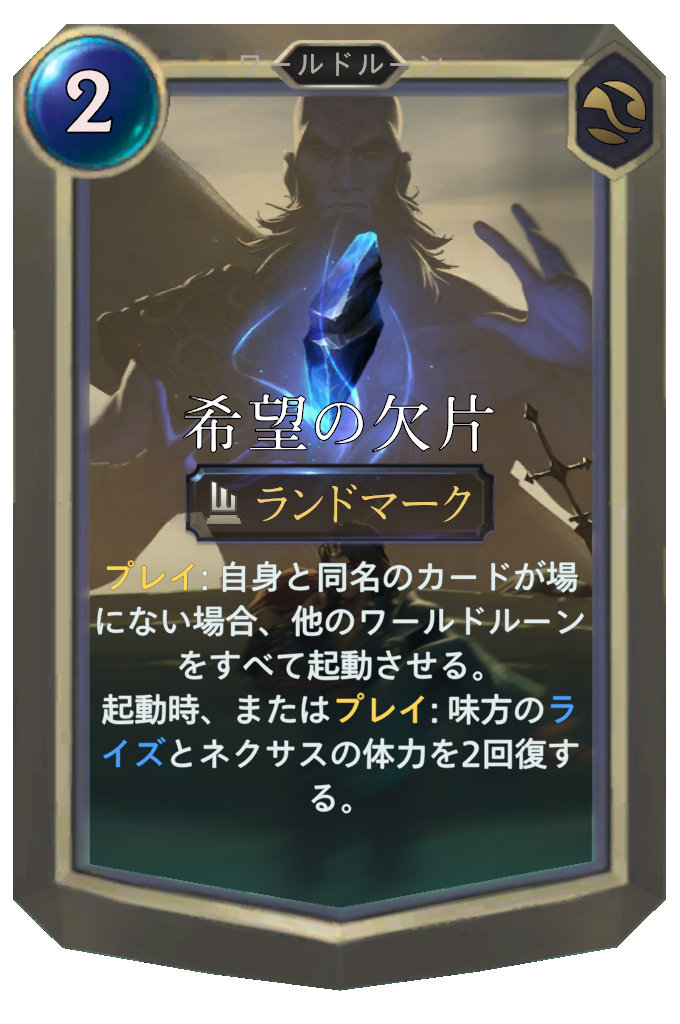 ワールドルーン
2
希望の欠片
ランドマーク
プレイ: 自身と同名のカードが場
にない場合、他のワールドルーン
をすべて起動させる。
起動時、またはプレイ: 味方のラ
イズとネクサスの体力を2回復す
る。